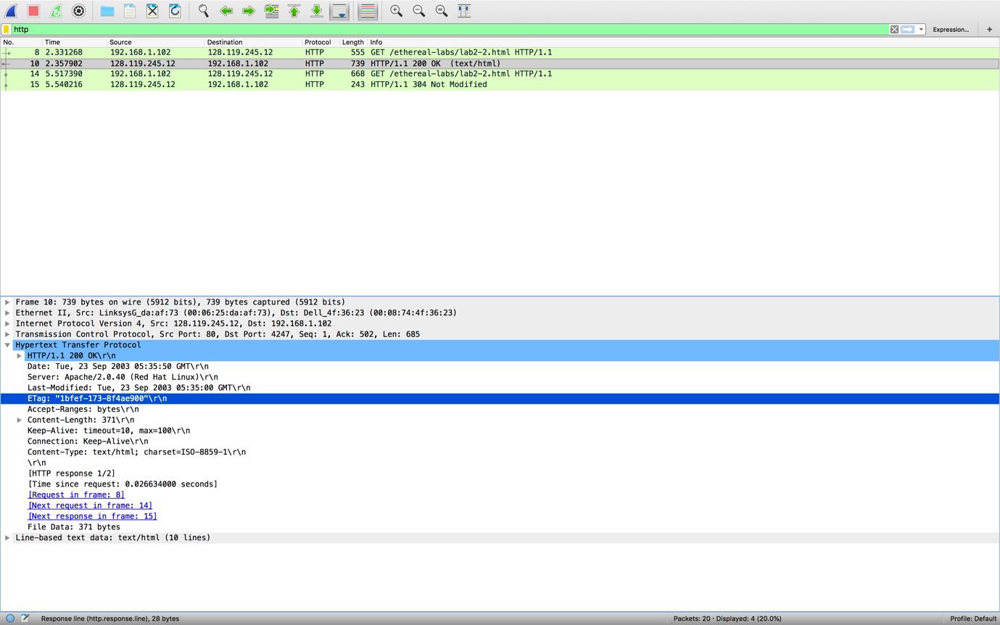 http
Expression...
+
No. Time Source Destination Protocol Length Info
8 2.331268 192.168.1.102 128.119.245.12 HTTP 555 GET /ethereal-labs/lab2-2.html HTTP/1.1
10 2.357902 128.119.245.12 192.168.1.102 HTTP 739 HTTP/1.1 200 OK (text/html)
14 5.517390 192.168.1.102 128.119.245.12 HTTP 668 GET /ethereal-labs/lab2-2.html HTTP/1.1
15 5.540216 128.119.245.12 192.168.1.102 HTTP 243 HTTP/1.1 304 Not Modified
Frame 10: 739 bytes on wire (5912 bits), 739 bytes captured (5912 bits)
Ethernet II, Src: LinksysG_da:af:73 (00:06:25:da:af:73), Dst: Dell_4f:36:23 (00:08:74:4f:36:23)
Internet Protocol Version 4, Src: 128.119.245.12, Dst: 192.168.1.102
Transmission Control Protocol, Src Port: 80, Dst Port: 4247, Seq: 1, Ack: 502, Len: 685
Hypertext Transfer Protocol
HTTP/1.1 200 OK\r\n
Date: Tue, 23 Sep 2003 05:35:50 GMT\r\n
Server: Apache/2.0.40 (Red Hat Linux)\r\n
Last-Modified: Tue, 23 Sep 2003 05:35:00 GMT\r\n
ETag: "1bfef-173-8f4ae900"\r\n
Accept-Ranges: bytes\r\n
Content-Length: 371\r\n
Keep-Alive: timeout=10, max=100\r\n
Connection: Keep-Alive\r\n
Content-Type: text/html; charset=ISO-8859-1\r\n
\r\n
[HTTP response 1/2]
[Time since request: 0.026634000 seconds]
[Request in frame: 8]
[Next request in frame: 14]
[Next response in frame: 15]
File Data: 371 bytes
Line-based text data: text/html (10 lines)
Response line (http.response.line), 28 bytes
Packets: 20 · Displayed: 4 (20.0%)
Profile: Default